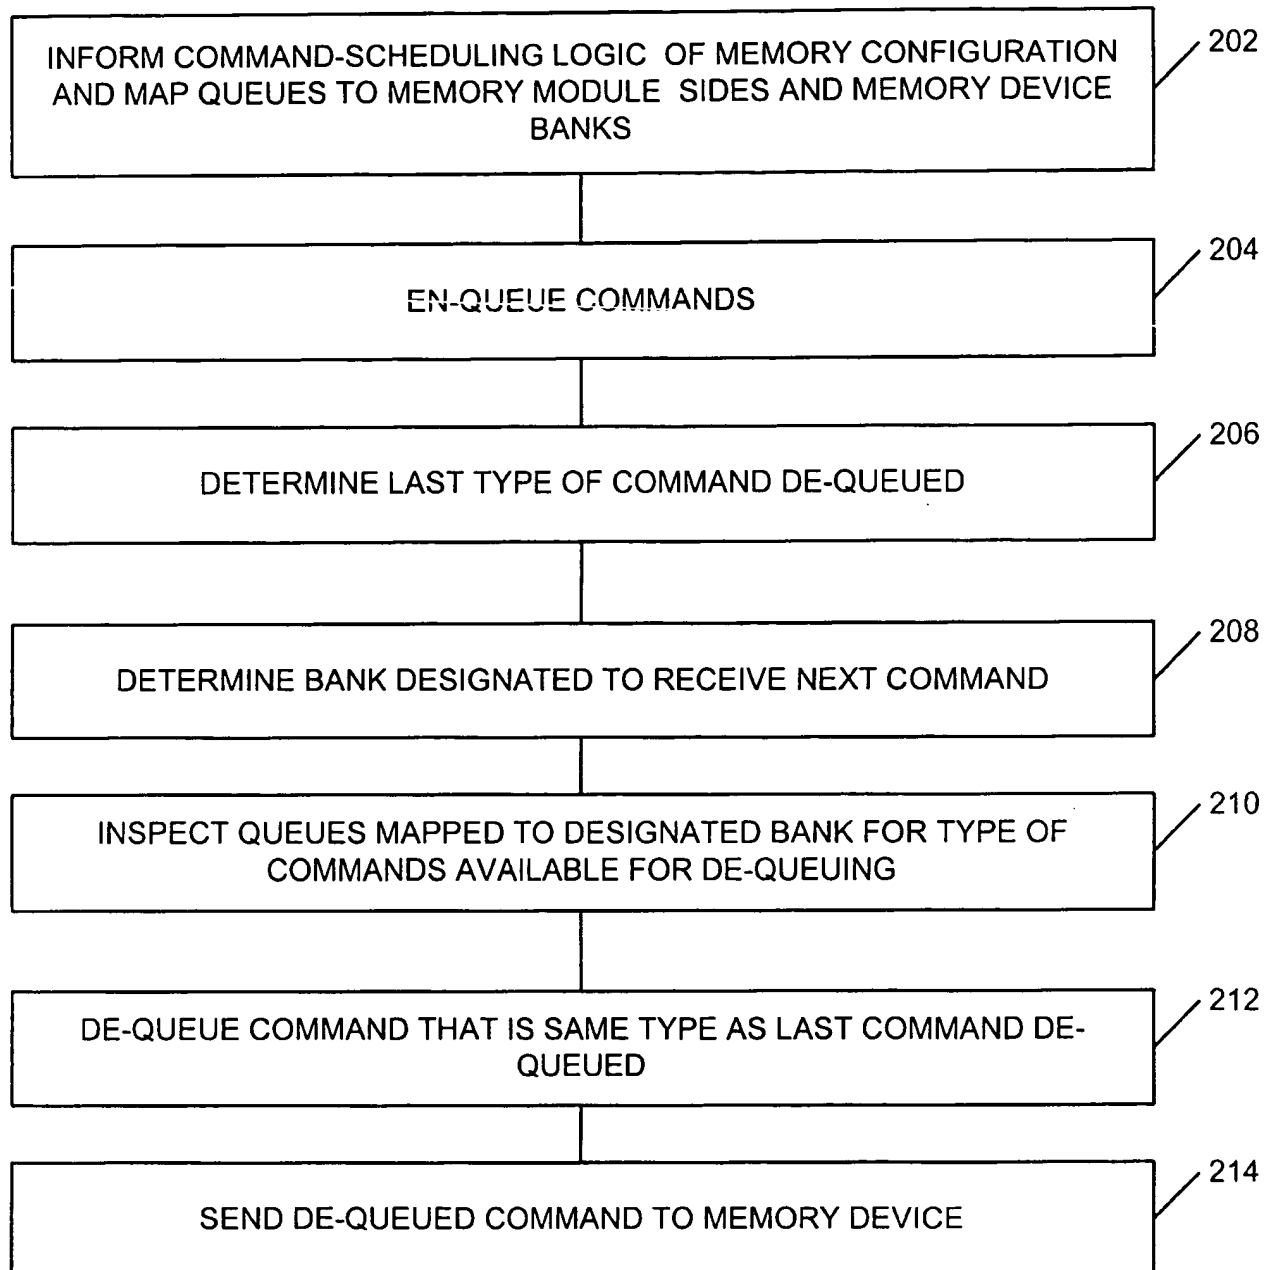 INFORM COMMAND-SCHEDULING LOGIC OF MEMORY CONFIGURATION
AND MAP QUEUES TO MEMORY MODULE SIDES AND MEMORY DEVICE
BANKS
202
EN-QUEUE COMMANDS
204
DETERMINE LAST TYPE OF COMMAND DE-QUEUED
206
DETERMINE BANK DESIGNATED TO RECEIVE NEXT COMMAND
208
INSPECT QUEUES MAPPED TO DESIGNATED BANK FOR TYPE OF
COMMANDS AVAILABLE FOR DE-QUEUING
210
DE-QUEUE COMMAND THAT IS SAME TYPE AS LAST COMMAND DE-
QUEUED
212
SEND DE-QUEUED COMMAND TO MEMORY DEVICE
214